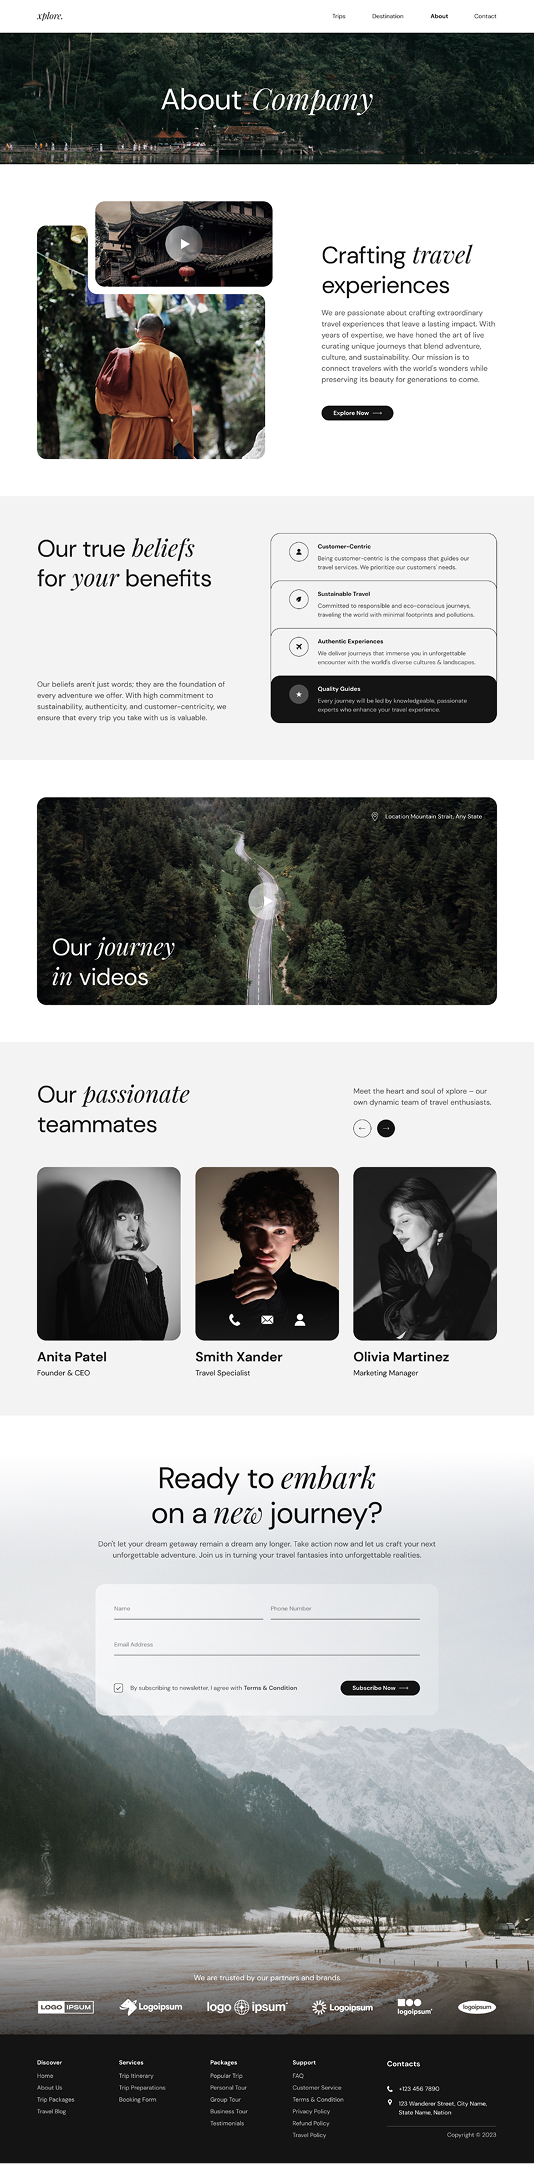 xplore.
Trips Destination About Contact
About Company
Crafting travel
experiences
We are passionate about crafting extraordinary
travel experiences that leave a lasting impact. With
years of expertise, we have honed the art of live
curating unique journeys that blend adventure,
culture, and sustainability. Our mission is to
connect travelers with the world's wonders while
preserving its beauty for generations to come.
Explore Now
Our true beliefs
for your benefits
Our beliefs aren't just words; they are the foundation of
every adventure we offer. With high commitment to
sustainability, authenticity, and customer-centricity, we
ensure that every trip you take with us is valuable.
Customer-Centric
Being customer-centric is the compass that guides our
travel services. We prioritize our customers' needs.
Sustainable Travel
Committed to responsible and eco-conscious journeys,
traveling the world with minimal footprints and pollutions.
Authentic Experiences
We deliver journeys that immerse you in unforgettable
encounter with the world's diverse cultures & landscapes.
Quality Guides
Every journey will be led by knowledgeable, passionate
experts who enhance your travel experience.
Location Mountain Strait, Any State
Our journey
in videos
Our passionate
teammates
Meet the heart and soul of xplore – our
own dynamic team of travel enthusiasts.
Anita Patel
Founder & CEO
Smith Xander
Travel Specialist
Olivia Martinez
Marketing Manager
Ready to embark
on a new journey?
Don't let your dream getaway remain a dream any longer. Take action now and let us craft your next
unforgettable adventure. Join us in turning your travel fantasies into unforgettable realities.
Name
Phone Number
Email Address
By subscribing to newsletter, I agree with Terms & Condition
Subscribe Now
We are trusted by our partners and brands
LOGO IPSUM
Logoipsum
logo ipsum
Logoipsum
logoipsum
logoipsum
Discover
Home
About Us
Trip Packages
Travel Blog
Services
Trip Itinerary
Trip Preparations
Booking Form
Packages
Popular Trip
Personal Tour
Group Tour
Business Tour
Testimonials
Support
FAQ
Customer Service
Terms & Condition
Privacy Policy
Refund Policy
Travel Policy
Contacts
+123 456 7890
123 Wanderer Street, City Name,
State Name, Nation
Copyright © 2023